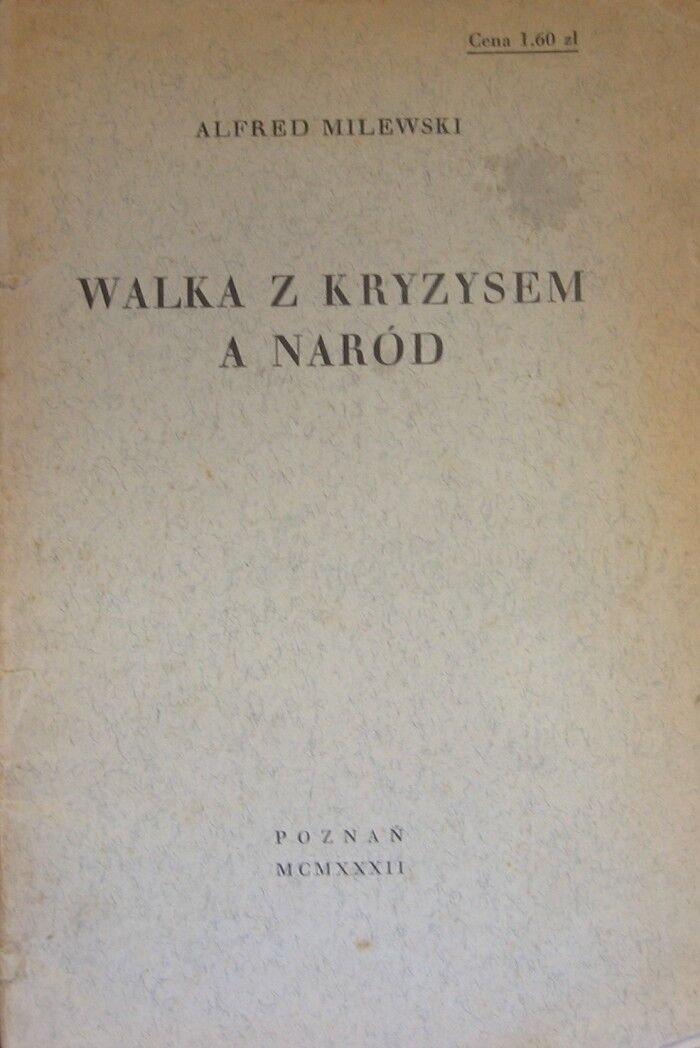 Cena 1.60 zł
ALFRED MILEWSKI
WALKA Z KRYZYSEM
A NARÓD
POZNAŃ
MCMXXXII